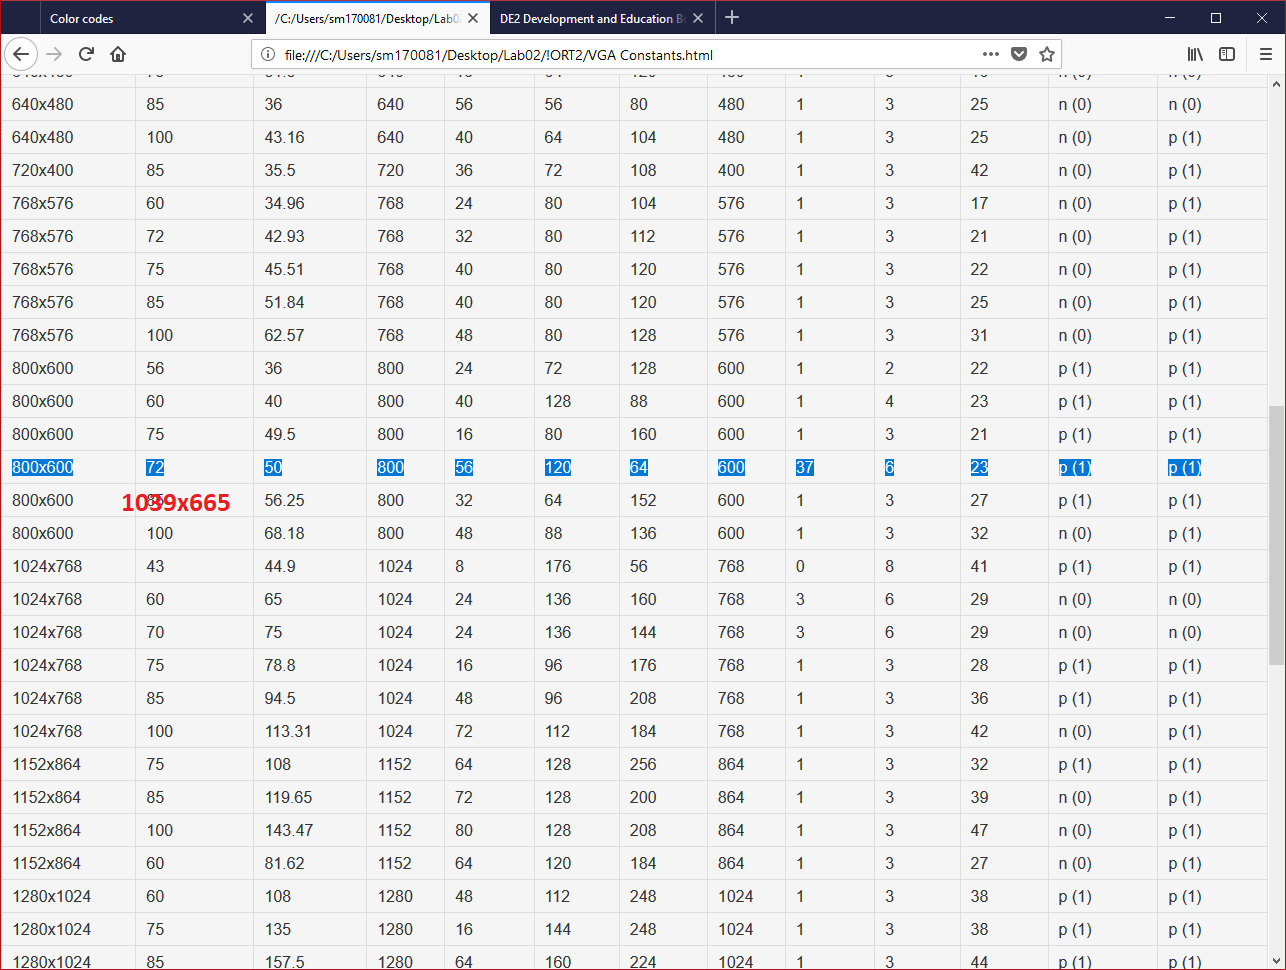 Color codes
/C:/Users/sm170081/Desktop/Lab02
DE2 Development and Education Bo
file:///C:/Users/sm170081/Desktop/Lab02/!ORT2/VGA Constants.html
640x480 85 36 640 56 56 80 480 1 3 25 n (0) n (0)
640x480 100 43.16 640 40 64 104 480 1 3 25 n (0) p (1)
720x400 85 35.5 720 36 72 108 400 1 3 42 n (0) p (1)
768x576 60 34.96 768 24 80 104 576 1 3 17 n (0) p (1)
768x576 72 42.93 768 32 80 112 576 1 3 21 n (0) p (1)
768x576 75 45.51 768 40 80 120 576 1 3 22 n (0) p (1)
768x576 85 51.84 768 40 80 120 576 1 3 25 n (0) p (1)
768x576 100 62.57 768 48 80 128 576 1 3 31 n (0) p (1)
800x600 56 36 800 24 72 128 600 1 2 22 p (1) p (1)
800x600 60 40 800 40 128 88 600 1 4 23 p (1) p (1)
800x600 75 49.5 800 16 80 160 600 1 3 21 p (1) p (1)
800x600 72 50 800 56 120 64 600 37 6 23 p (1) p (1)
800x600 85 56.25 800 32 64 152 600 1 3 27 p (1) p (1)
1039x665
800x600 100 68.18 800 48 88 136 600 1 3 32 n (0) p (1)
1024x768 43 44.9 1024 8 176 56 768 0 8 41 p (1) p (1)
1024x768 60 65 1024 24 136 160 768 3 6 29 n (0) n (0)
1024x768 70 75 1024 24 136 144 768 3 6 29 n (0) n (0)
1024x768 75 78.8 1024 16 96 176 768 1 3 28 p (1) p (1)
1024x768 85 94.5 1024 48 96 208 768 1 3 36 p (1) p (1)
1024x768 100 113.31 1024 72 112 184 768 1 3 42 n (0) p (1)
1152x864 75 108 1152 64 128 256 864 1 3 32 p (1) p (1)
1152x864 85 119.65 1152 72 128 200 864 1 3 39 n (0) p (1)
1152x864 100 143.47 1152 80 128 208 864 1 3 47 n (0) p (1)
1152x864 60 81.62 1152 64 120 184 864 1 3 27 n (0) p (1)
1280x1024 60 108 1280 48 112 248 1024 1 3 38 p (1) p (1)
1280x1024 75 135 1280 16 144 248 1024 1 3 38 p (1) p (1)
1280x1024 85 157.5 1280 64 160 224 1024 1 3 44 p (1) p (1)